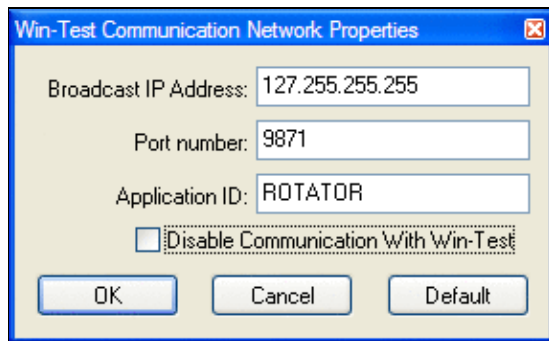 Win-Test Communication Network Properties
Broadcast IP Address: 127.255.255.255
Port number: 9871
Application ID: ROTATOR
Disable Communication With Win-Test
OK Cancel Default